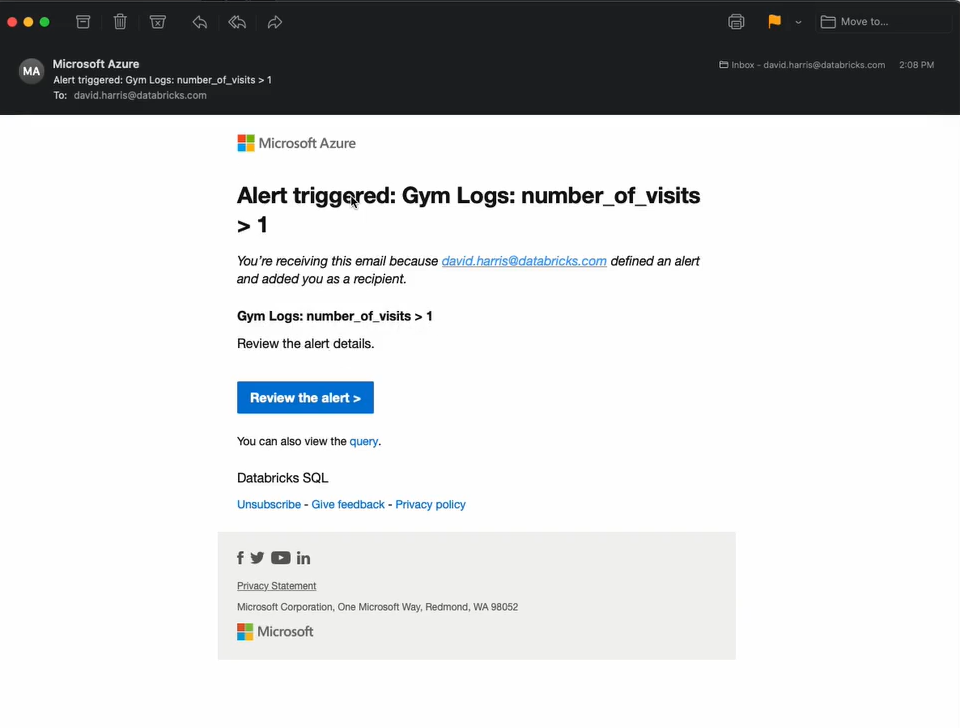 Move to...
MA
Microsoft Azure
Inbox - david.harris@databricks.com
2:08 PM
Alert triggered: Gym Logs: number_of_visits > 1
To: david.harris@databricks.com
Microsoft Azure
Alert triggered: Gym Logs: number_of_visits
> 1
You're receiving this email because david.harris@databricks.com defined an alert
and added you as a recipient.
Gym Logs: number_of_visits > 1
Review the alert details.
Review the alert >
You can also view the query.
Databricks SQL
Unsubscribe - Give feedback - Privacy policy
Privacy Statement
Microsoft Corporation, One Microsoft Way, Redmond, WA 98052
Microsoft